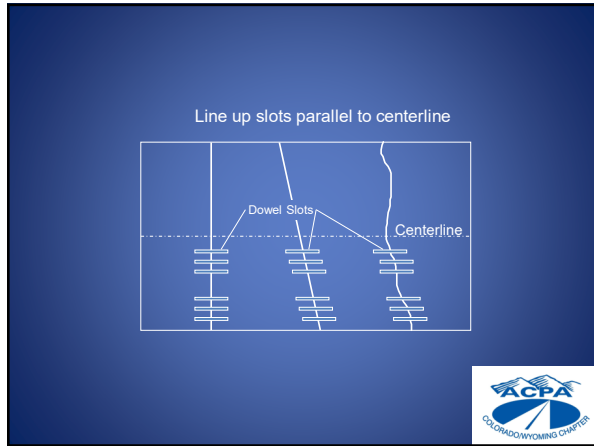 Line up slots parallel to centerline
Dowel Slots
Centerline
ACPA
COLORADO/WYOMING CHAPTER